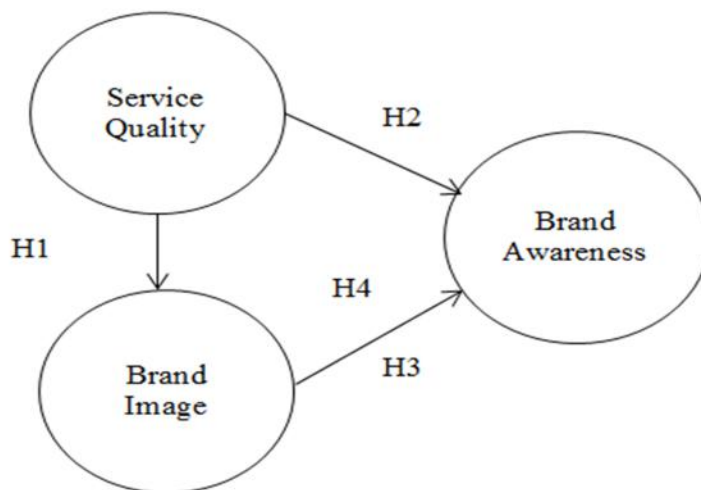 Service
Quality
H2
Brand
Awareness
H1
H4
H3
Brand
Image